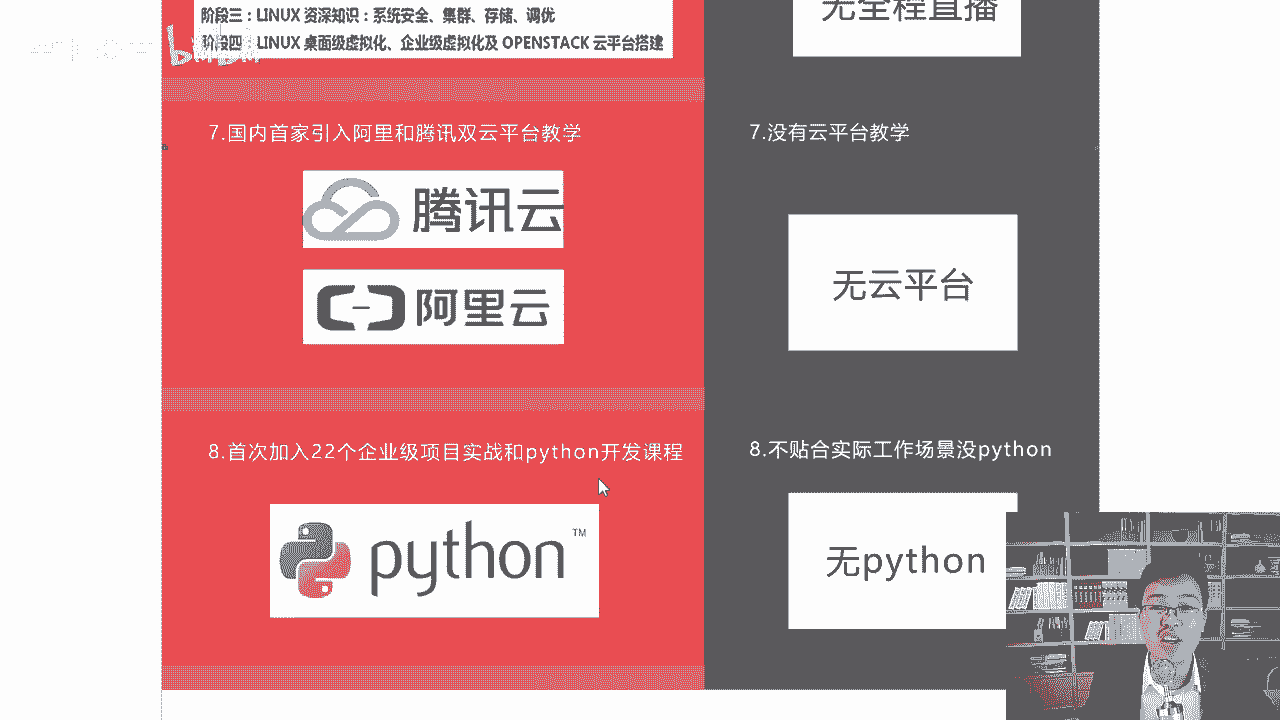 阶段三：LINUX 资深知识：系统安全、集群、存储、调优
阶段四：LINUX 桌面级虚拟化、企业级虚拟化及 OPENSTACK 云平台搭建
无全程直播
bilibili
7.国内首家引入阿里和腾讯双云平台教学
7.没有云平台教学
腾讯云
阿里云
无云平台
8.首次加入22个企业级项目实战和python开发课程
8.不贴合实际工作场景没python
python TM
无python